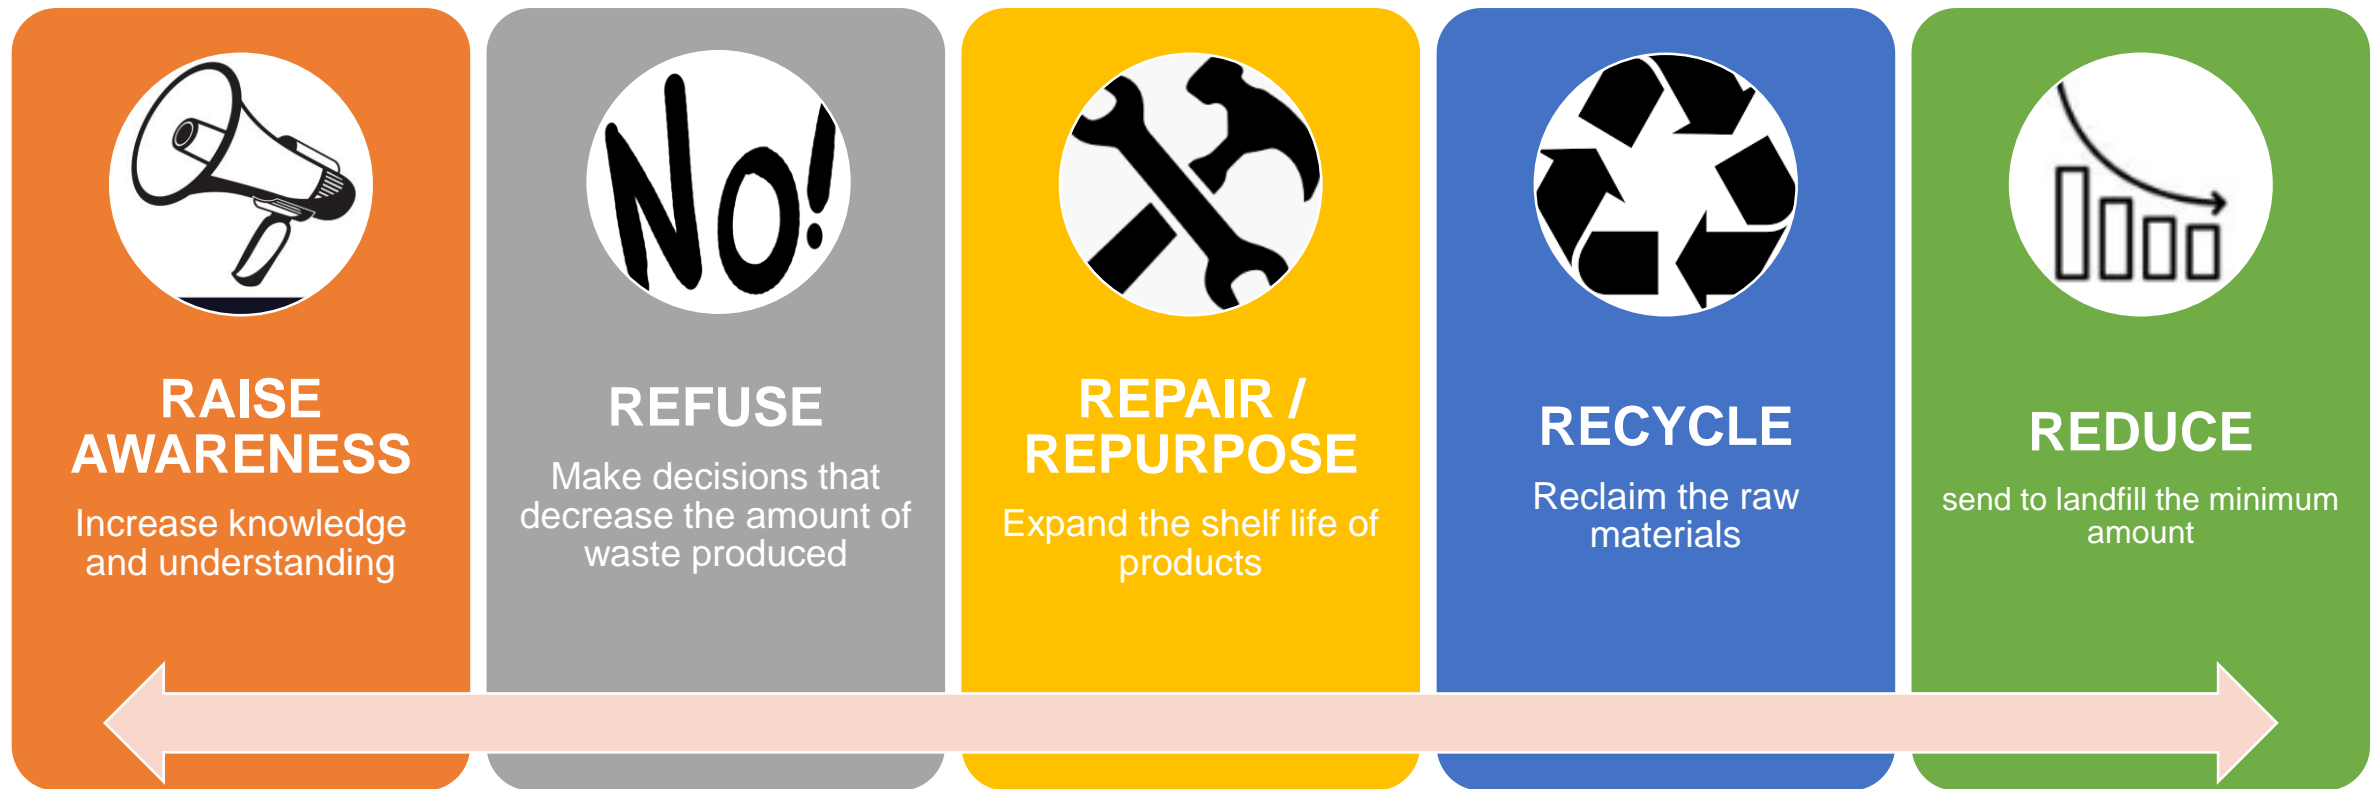 NO!
RAISE
AWARENESS
Increase knowledge
and understanding
REFUSE
Make decisions that
decrease the amount of
waste produced
REPAIR /
REPURPOSE
Expand the shelf life of
products
RECYCLE
Reclaim the raw
materials
REDUCE
send to landfill the minimum
amount